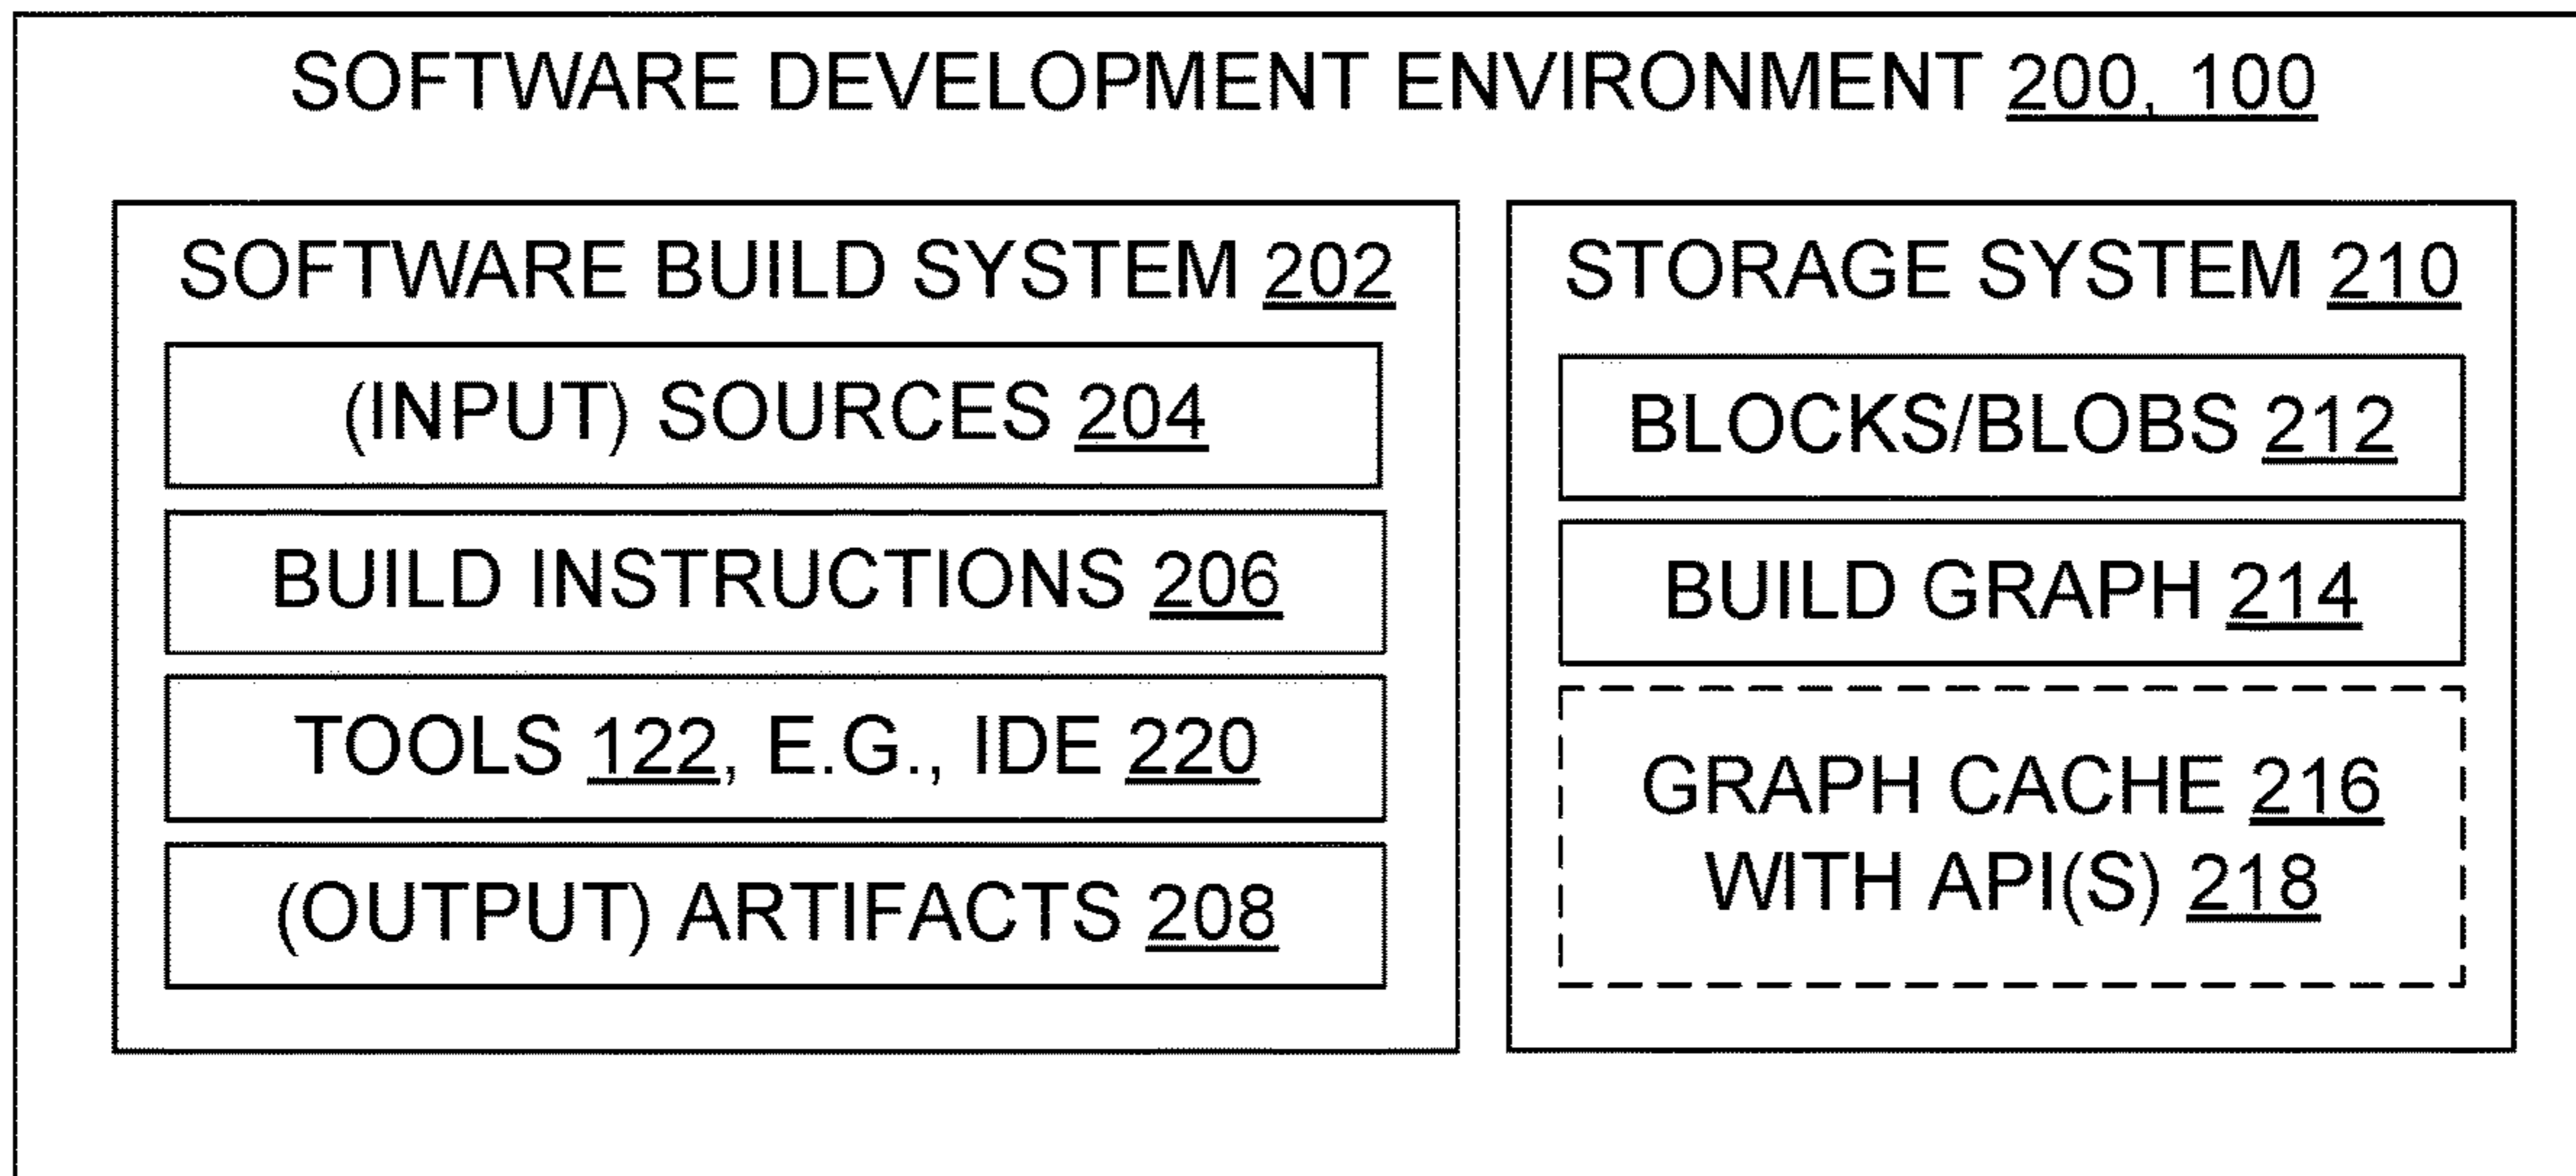 SOFTWARE DEVELOPMENT ENVIRONMENT 200, 100
SOFTWARE BUILD SYSTEM 202
(INPUT) SOURCES 204
BUILD INSTRUCTIONS 206
TOOLS 122, E.G., IDE 220
(OUTPUT) ARTIFACTS 208
STORAGE SYSTEM 210
BLOCKS/BLOBS 212
BUILD GRAPH 214
GRAPH CACHE 216
WITH API(S) 218